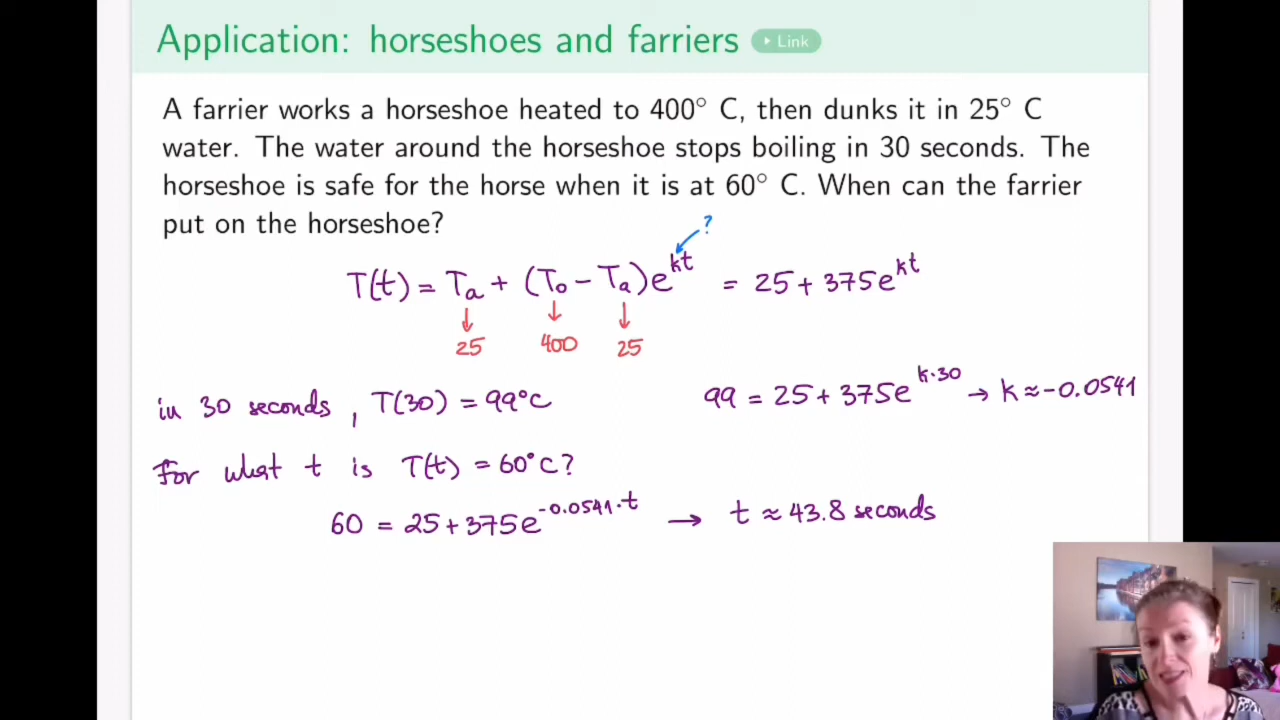 Application: horseshoes and farriers ‣ Link
A farrier works a horseshoe heated to 400° C, then dunks it in 25° C
water. The water around the horseshoe stops boiling in 30 seconds. The
horseshoe is safe for the horse when it is at 60° C. When can the farrier
put on the horseshoe?
?
T(t) = Tₐ + (T₀ − Tₐ)e^{kt} = 25 + 375e^{kt}
↓ ↓ ↓
25 400 25
in 30 seconds, T(30) = 99°C 99 = 25 + 375e^{k·30} → k ≈ −0.0541
For what t is T(t) = 60°C?
60 = 25 + 375e^{−0.0541·t} → t ≈ 43.8 seconds